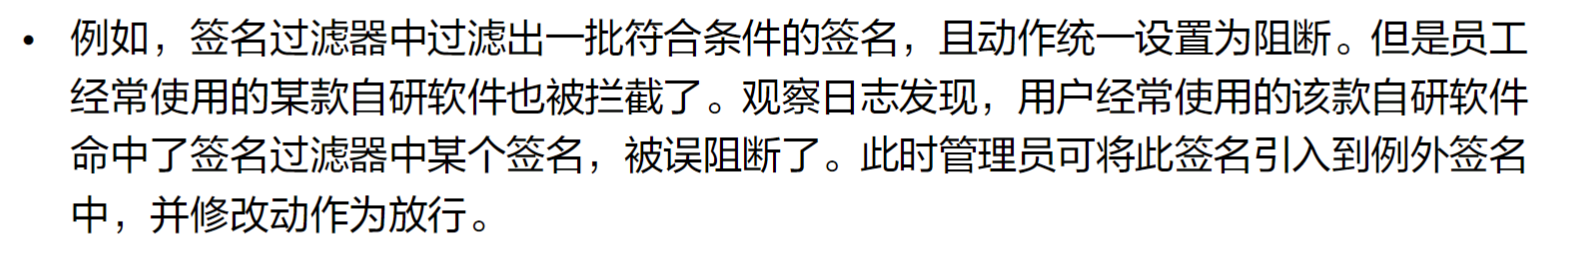 • 例如，签名过滤器中过滤出一批符合条件的签名，且动作统一设置为阻断。但是员工
经常使用的某款自研软件也被拦截了。观察日志发现，用户经常使用的该款自研软件
命中了签名过滤器中某个签名，被误阻断了。此时管理员可将此签名引入到例外签名
中，并修改动作为放行。